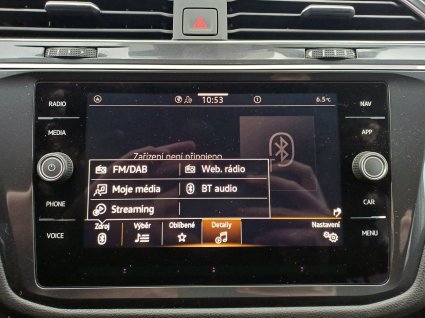 RADIO
MEDIA
PHONE
VOICE
NAV
APP
CAR
MENU
10:53
6.5°C
Zařízení není připojeno
FM/DAB
Web. rádio
Moje média
BT audio
Streaming
Zdroj
Výběr
Oblíbené
Detaily
Nastavení